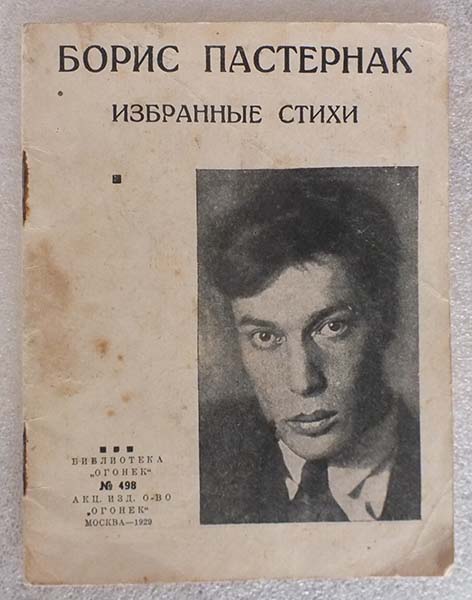 БОРИС ПАСТЕРНАК
ИЗБРАННЫЕ СТИХИ
БИБЛИОТЕКА
„ОГОНЕК“
№ 498
АКЦ. ИЗД. О-ВО
„ОГОНЕК“
МОСКВА—1929